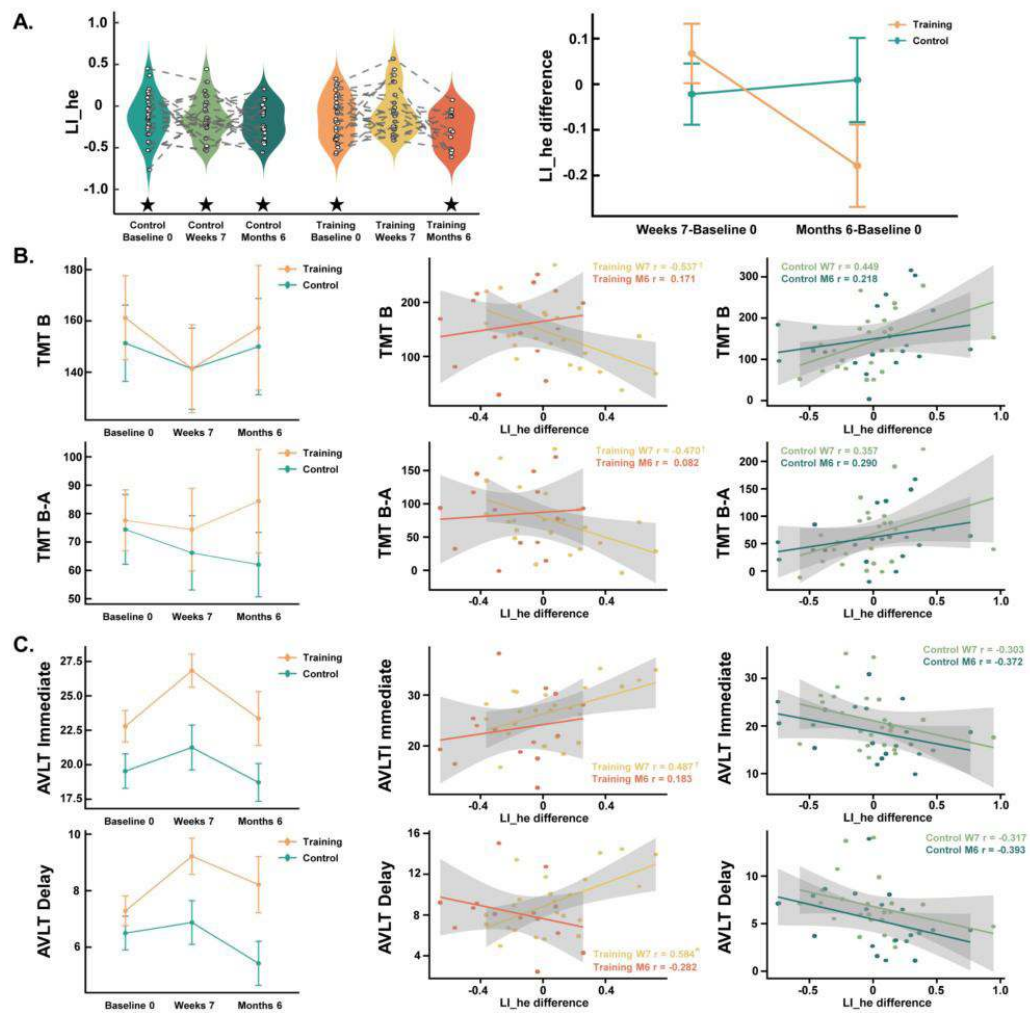 A.
1.0
0.5
0
-0.5
-1.0
LI_he
Control
Baseline 0
Control
Weeks 7
Control
Months 6
Training
Baseline 0
Training
Weeks 7
Training
Months 6
0.1
0
-0.1
-0.2
LI_he difference
Training
Control
Weeks 7-Baseline 0
Months 6-Baseline 0
B.
180
160
140
TMT B
Training
Control
Baseline 0
Weeks 7
Months 6
200
100
0
TMT B
Training W7 r = -0.537†
Training M6 r = 0.171
-0.4
0
0.4
LI_he difference
300
200
100
0
TMT B
Control W7 r = 0.449
Control M6 r = 0.218
-0.5
0
0.5
1.0
LI_he difference
100
90
80
70
60
50
TMT B-A
Training
Control
Baseline 0
Weeks 7
Months 6
150
100
50
0
TMT B-A
Training W7 r = -0.470†
Training M6 r = 0.082
-0.4
0
0.4
LI_he difference
200
150
100
50
0
TMT B-A
Control W7 r = 0.357
Control M6 r = 0.290
-0.5
0
0.5
1.0
LI_he difference
C.
27.5
25.0
22.5
20.0
17.5
AVLT Immediate
Training
Control
Baseline 0
Weeks 7
Months 6
30
20
AVLTI mmediate
Training W7 r = 0.487†
Training M6 r = 0.183
-0.4
0
0.4
LI_he difference
40
30
20
10
AVLT Immediate
Control W7 r = -0.303
Control M6 r = -0.372
-0.5
0
0.5
1.0
LI_he difference
10
8
6
AVLT Delay
Training
Control
Baseline 0
Weeks 7
Months 6
16
12
8
4
AVLT Delay
Training W7 r = 0.584*
Training M6 r = -0.282
-0.4
0
0.4
LI_he difference
10
5
0
AVLT Delay
Control W7 r = -0.317
Control M6 r = -0.393
-0.5
0
0.5
1.0
LI_he difference